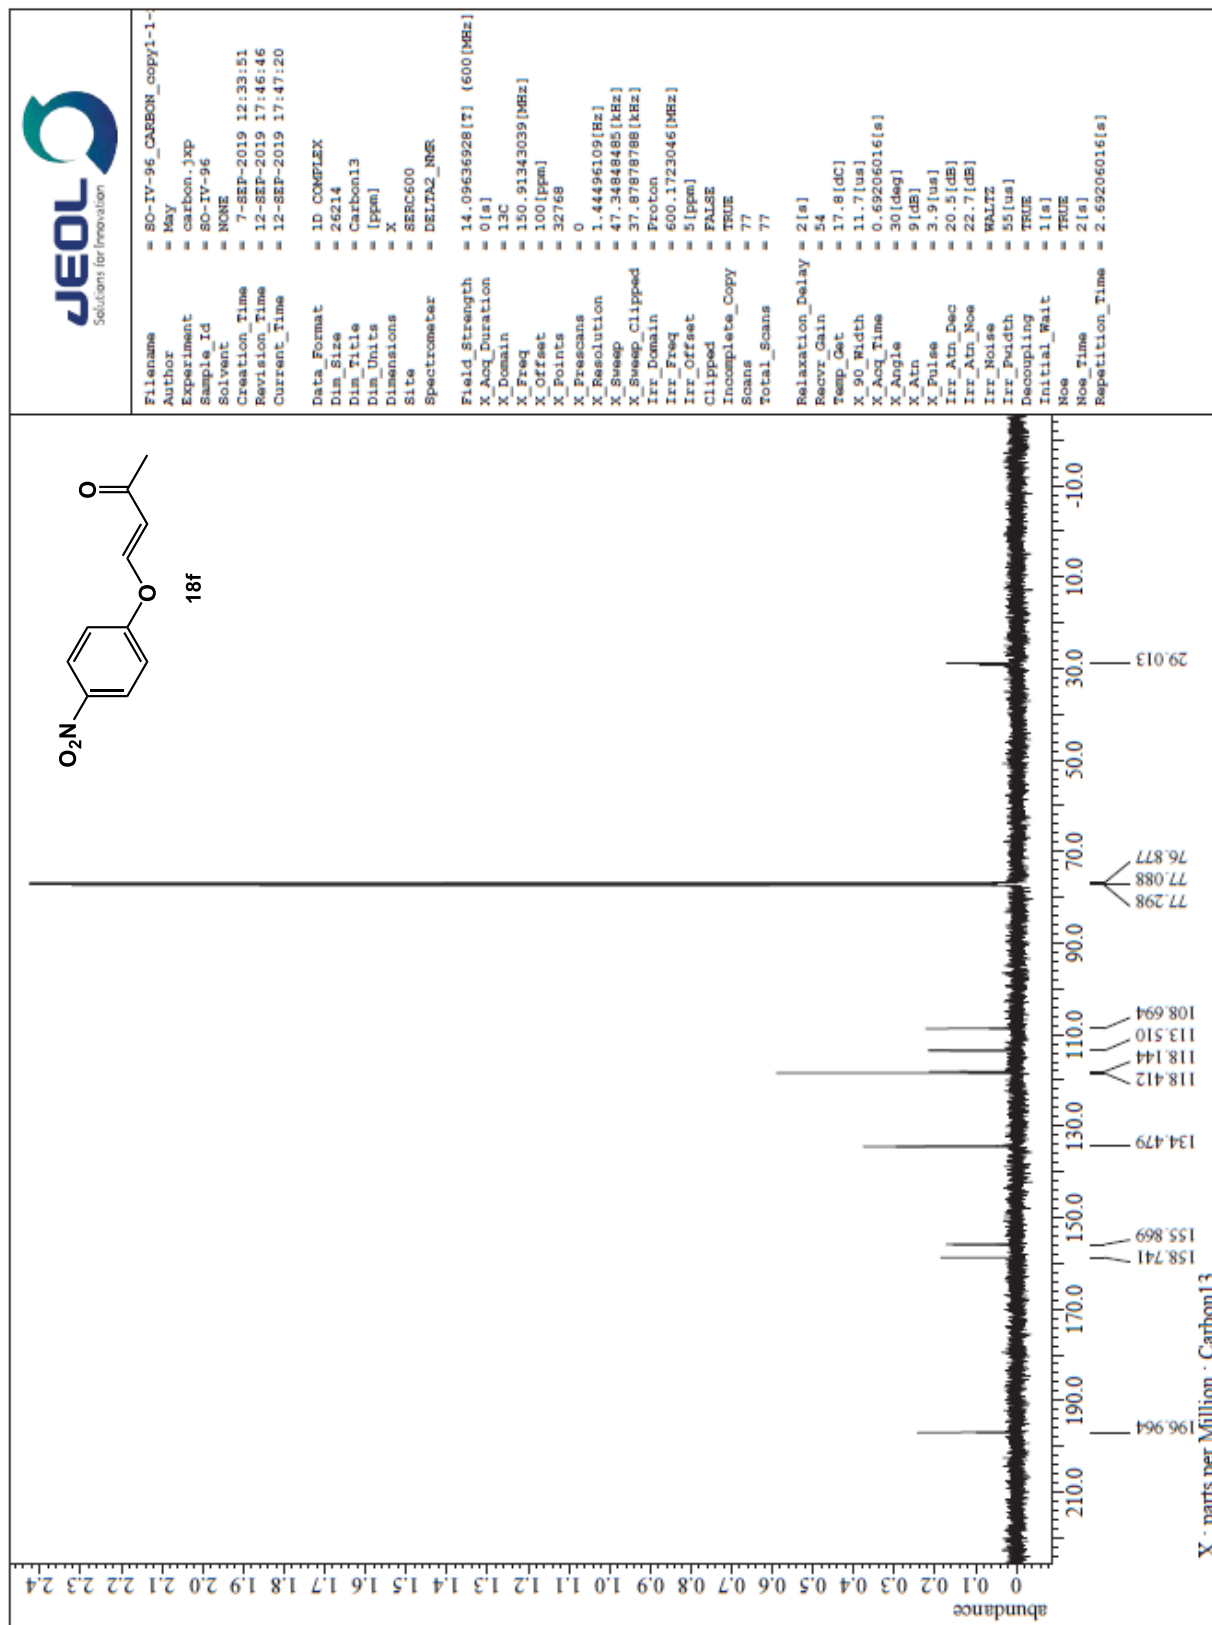 JEOL
Solutions for Innovation
Filename = SO-IV-96_CARBON_copy1-1-
Author = May
Experiment = carbon.jxp
Sample_Id = SO-IV-96
Solvent = NONE
Creation_Time = 7-SEP-2019 12:33:51
Revision_Time = 12-SEP-2019 17:46:46
Current_Time = 12-SEP-2019 17:47:20
Data_Format = 1D COMPLEX
Dim_Size = 26214
Dim_Title = Carbon13
Dim_Units = [ppm]
Dimensions = X
Site = SERC600
Spectrometer = DELTA2_NMR
Field_Strength = 14.09636928[T] (600[MHz]
X_Acq_Duration = 0[s]
X_Domain = 13C
X_Freq = 150.91343039[MHz]
X_Offset = 100[ppm]
X_Points = 32768
X_Prescans = 0
X_Resolution = 1.44496109[Hz]
X_Sweep = 47.34848485[kHz]
X_Sweep_Clipped = 37.87878788[kHz]
Irr_Domain = Proton
Irr_Freq = 600.1723046[MHz]
Irr_Offset = 5[ppm]
Clipped = FALSE
Incomplete_Copy = TRUE
Scans = 77
Total_Scans = 77
Relaxation_Delay = 2[s]
Recvr_Gain = 54
Temp_Get = 17.8[dC]
X_90_Width = 11.7[us]
X_Acq_Time = 0.69206016[s]
X_Angle = 30[deg]
X_Atn = 9[dB]
X_Pulse = 3.9[us]
Irr_Atn_Dec = 20.5[dB]
Irr_Atn_Noe = 22.7[dB]
Irr_Noise = WALTZ
Irr_Pwidth = 55[us]
Decoupling = TRUE
Initial_Wait = 1[s]
Noe = TRUE
Noe_Time = 2[s]
Repetition_Time = 2.69206016[s]
O2N
O
O
18f
abundance
0 0.1 0.2 0.3 0.4 0.5 0.6 0.7 0.8 0.9 1.0 1.1 1.2 1.3 1.4 1.5 1.6 1.7 1.8 1.9 2.0 2.1 2.2 2.3 2.4
210.0 190.0 170.0 150.0 130.0 110.0 90.0 70.0 50.0 30.0 10.0 -10.0
196.964
158.741
155.869
134.479
118.412
118.144
113.510
108.694
77.298
77.088
76.877
29.013
X : parts per Million : Carbon13